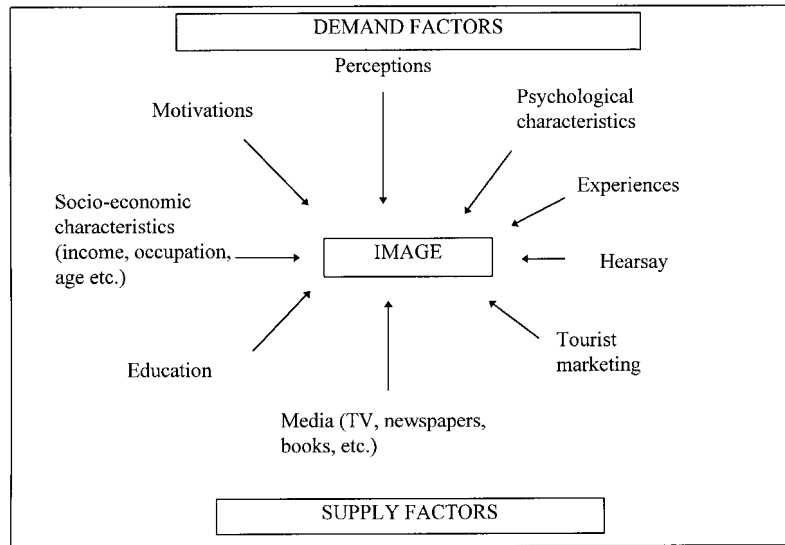 DEMAND FACTORS
Perceptions
Psychological
characteristics
Motivations
Experiences
Socio-economic
characteristics
(income, occupation,
age etc.)
IMAGE
Hearsay
Tourist
marketing
Education
Media (TV, newspapers,
books, etc.)
SUPPLY FACTORS